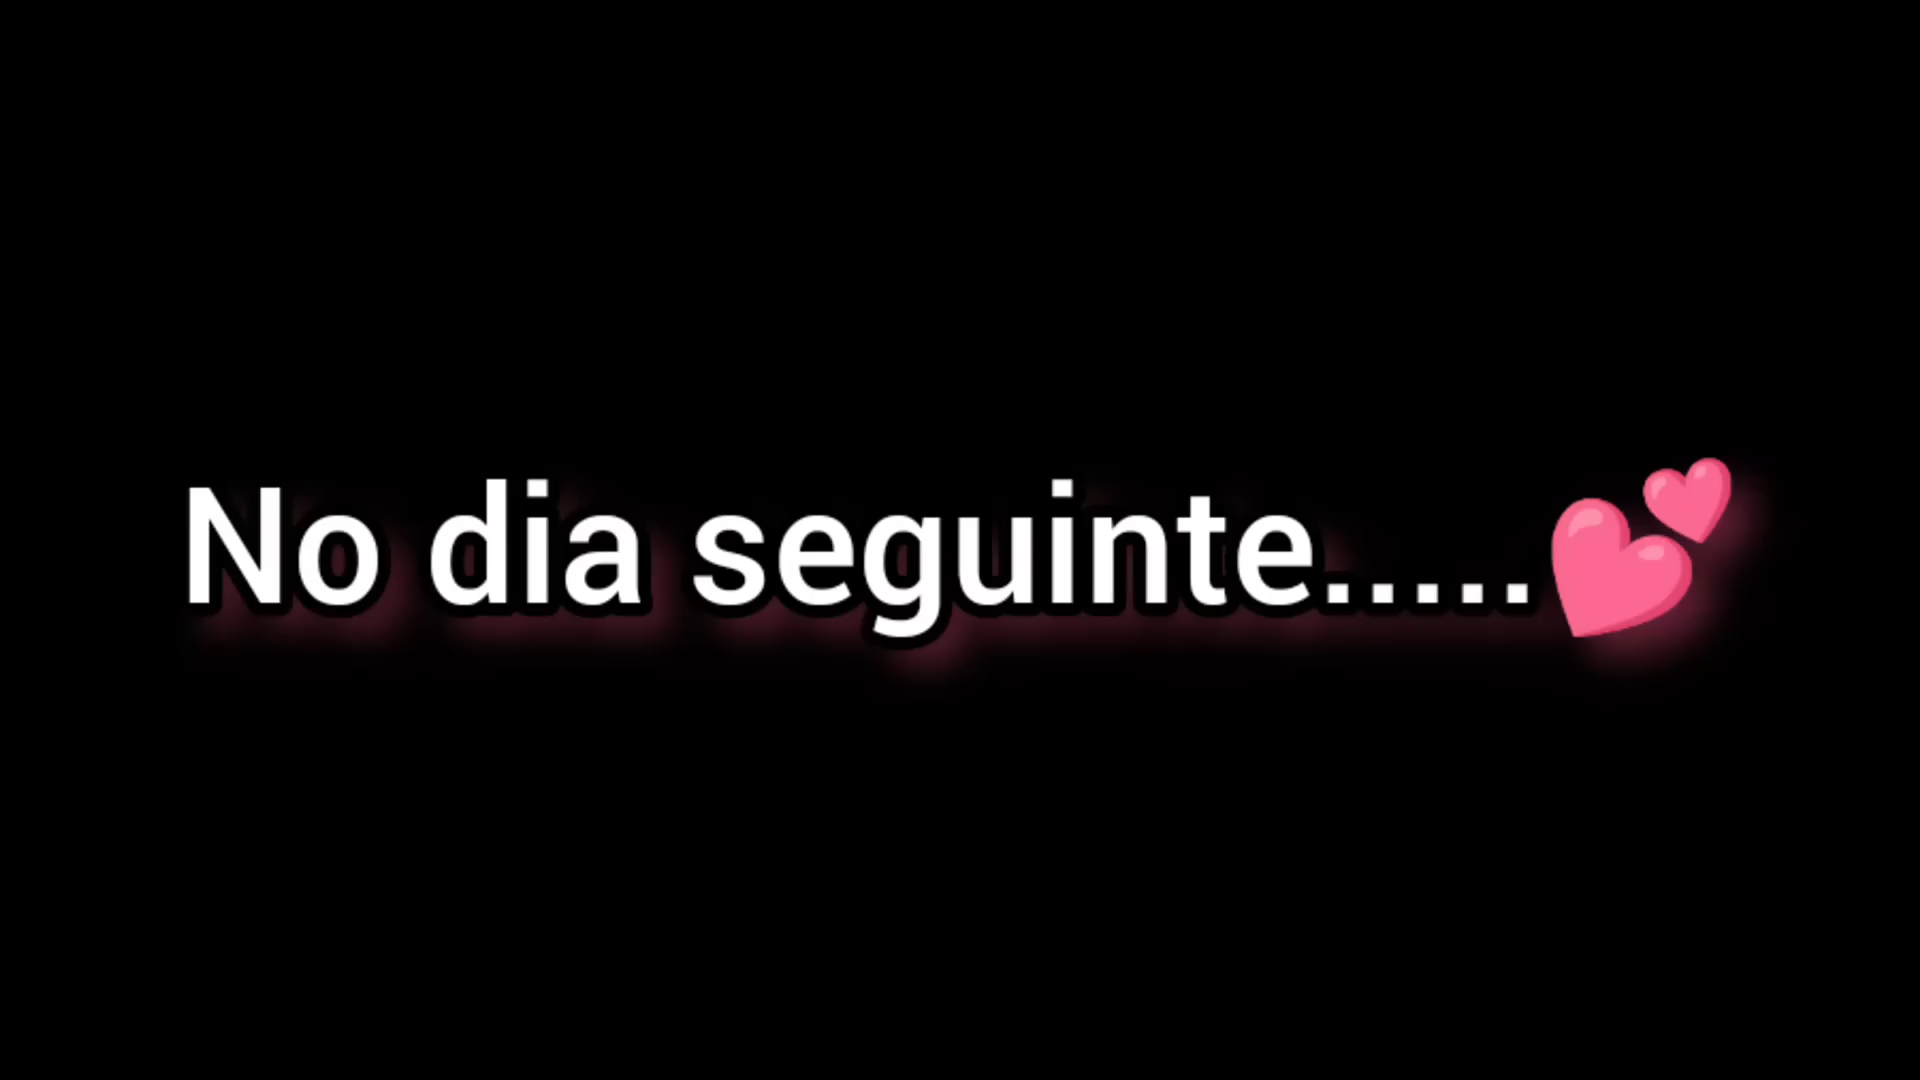 No dia seguinte.....💕